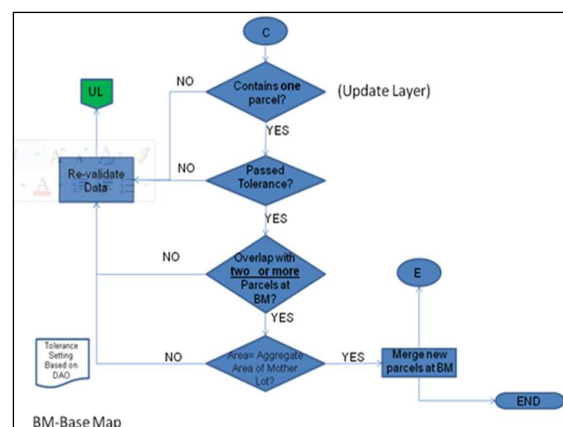 C
NO
Contains one
parcel?
(Update Layer)
UL
YES
Re-validate
Data
NO
Passed
Tolerance?
YES
NO
Overlap with
two or more
Parcels at
BM?
E
YES
Tolerance
Setting
Based on
DAO
NO
Area= Aggregate
Area of Mother
Lot?
YES
Merge new
parcels at BM
END
BM-Base Map